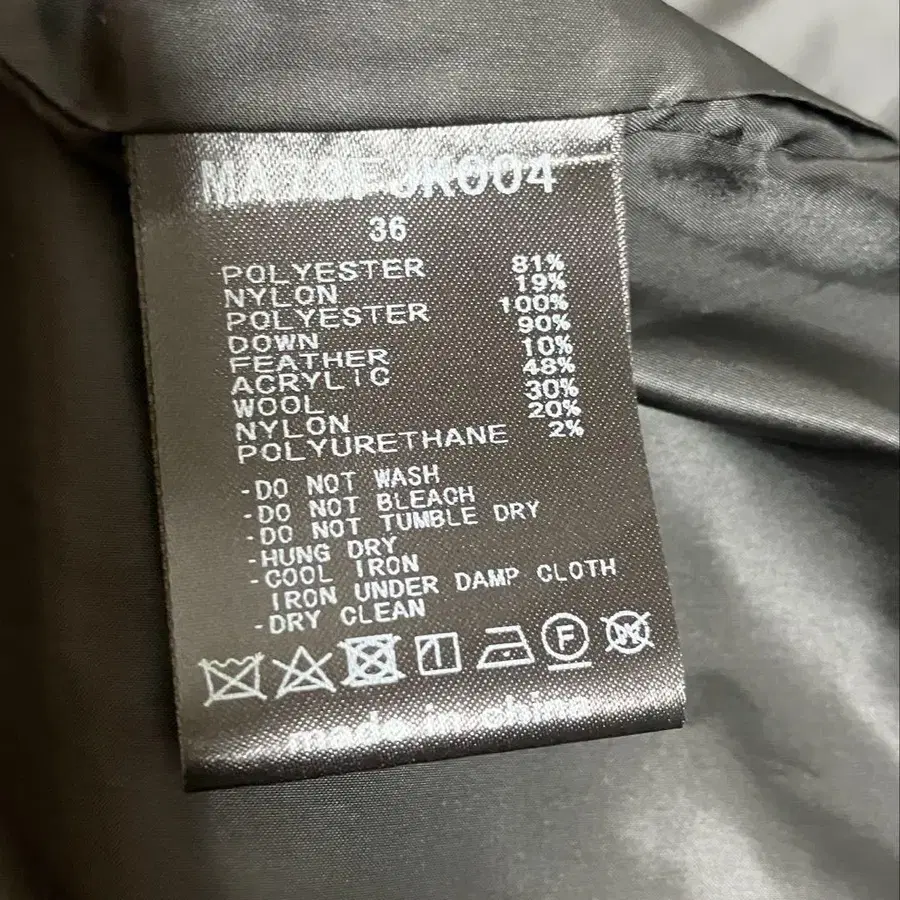 36
POLYESTER 81%
NYLON 19%
POLYESTER 100%
DOWN 90%
FEATHER 10%
ACRYLIC 48%
WOOL 30%
NYLON 20%
POLYURETHANE 2%
-DO NOT WASH
-DO NOT BLEACH
-DO NOT TUMBLE DRY
-HUNG DRY
-COOL IRON
IRON UNDER DAMP CLOTH
-DRY CLEAN
F
W
made in china